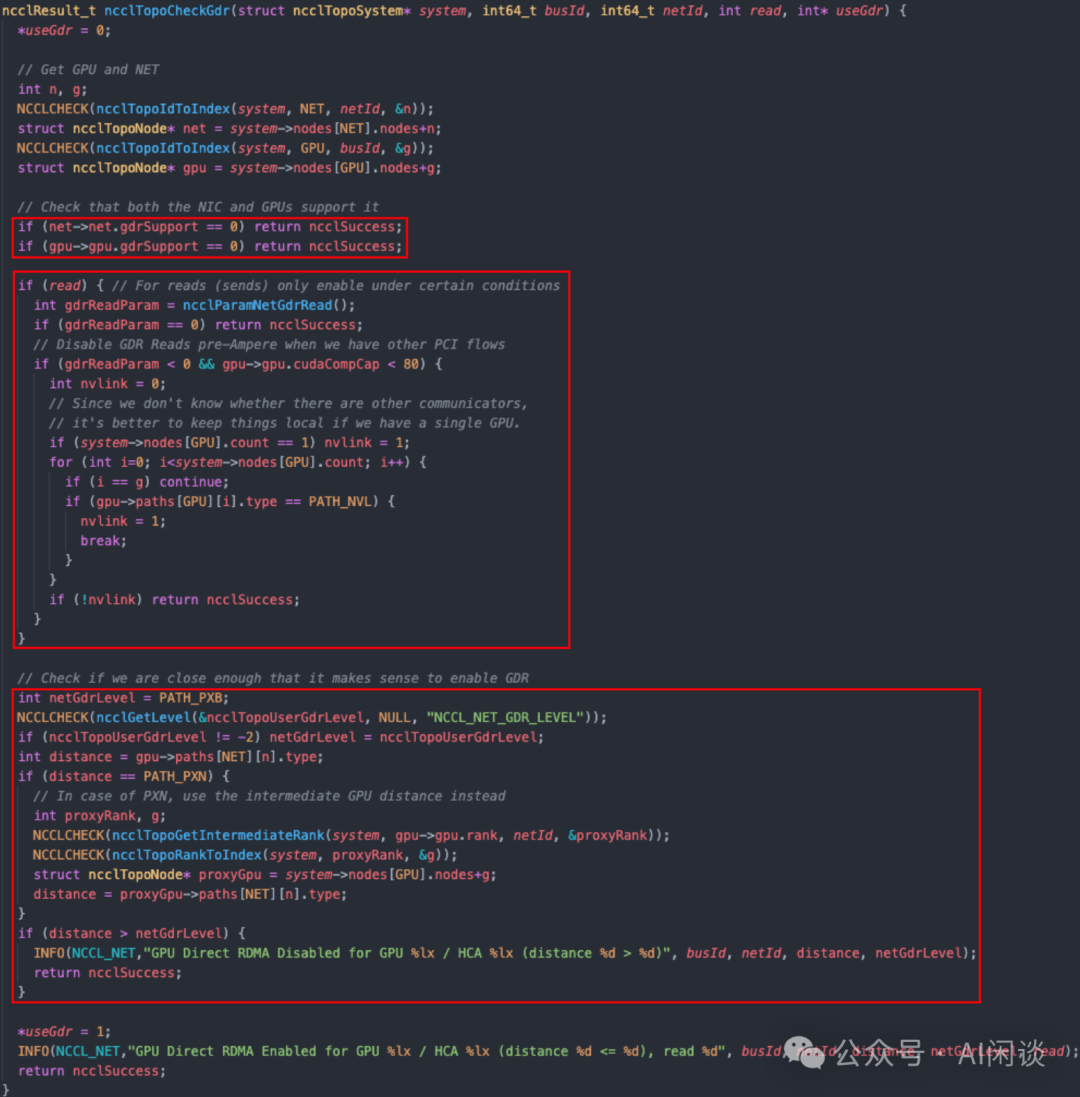 ncclResult_t ncclTopoCheckGdr(struct ncclTopoSystem* system, int64_t busId, int64_t netId, int read, int* useGdr) {
*useGdr = 0;
// Get GPU and NET
int n, g;
NCCLCHECK(ncclTopoIdToIndex(system, NET, netId, &n));
struct ncclTopoNode* net = system->nodes[NET].nodes+n;
NCCLCHECK(ncclTopoIdToIndex(system, GPU, busId, &g));
struct ncclTopoNode* gpu = system->nodes[GPU].nodes+g;
// Check that both the NIC and GPUs support it
if (net->net.gdrSupport == 0) return ncclSuccess;
if (gpu->gpu.gdrSupport == 0) return ncclSuccess;
if (read) { // For reads (sends) only enable under certain conditions
int gdrReadParam = ncclParamNetGdrRead();
if (gdrReadParam == 0) return ncclSuccess;
// Disable GDR Reads pre-Ampere when we have other PCI flows
if (gdrReadParam < 0 && gpu->gpu.cudaCompCap < 80) {
int nvlink = 0;
// Since we don't know whether there are other communicators,
// it's better to keep things local if we have a single GPU.
if (system->nodes[GPU].count == 1) nvlink = 1;
for (int i=0; i<system->nodes[GPU].count; i++) {
if (i == g) continue;
if (gpu->paths[GPU][i].type == PATH_NVL) {
nvlink = 1;
break;
}
}
if (!nvlink) return ncclSuccess;
}
}
// Check if we are close enough that it makes sense to enable GDR
int netGdrLevel = PATH_PXB;
NCCLCHECK(ncclGetLevel(&ncclTopoUserGdrLevel, NULL, "NCCL_NET_GDR_LEVEL"));
if (ncclTopoUserGdrLevel != -2) netGdrLevel = ncclTopoUserGdrLevel;
int distance = gpu->paths[NET][n].type;
if (distance == PATH_PXN) {
// In case of PXN, use the intermediate GPU distance instead
int proxyRank, g;
NCCLCHECK(ncclTopoGetIntermediateRank(system, gpu->gpu.rank, netId, &proxyRank));
NCCLCHECK(ncclTopoRankToIndex(system, proxyRank, &g));
struct ncclTopoNode* proxyGpu = system->nodes[GPU].nodes+g;
distance = proxyGpu->paths[NET][n].type;
}
if (distance > netGdrLevel) {
INFO(NCCL_NET,"GPU Direct RDMA Disabled for GPU %lx / HCA %lx (distance %d > %d)", busId, netId, distance, netGdrLevel);
return ncclSuccess;
}
*useGdr = 1;
INFO(NCCL_NET,"GPU Direct RDMA Enabled for GPU %lx / HCA %lx (distance %d <= %d), read %d", busId, netId, distance, netGdrLevel, read);
return ncclSuccess;
}
公众号 · AI闲谈